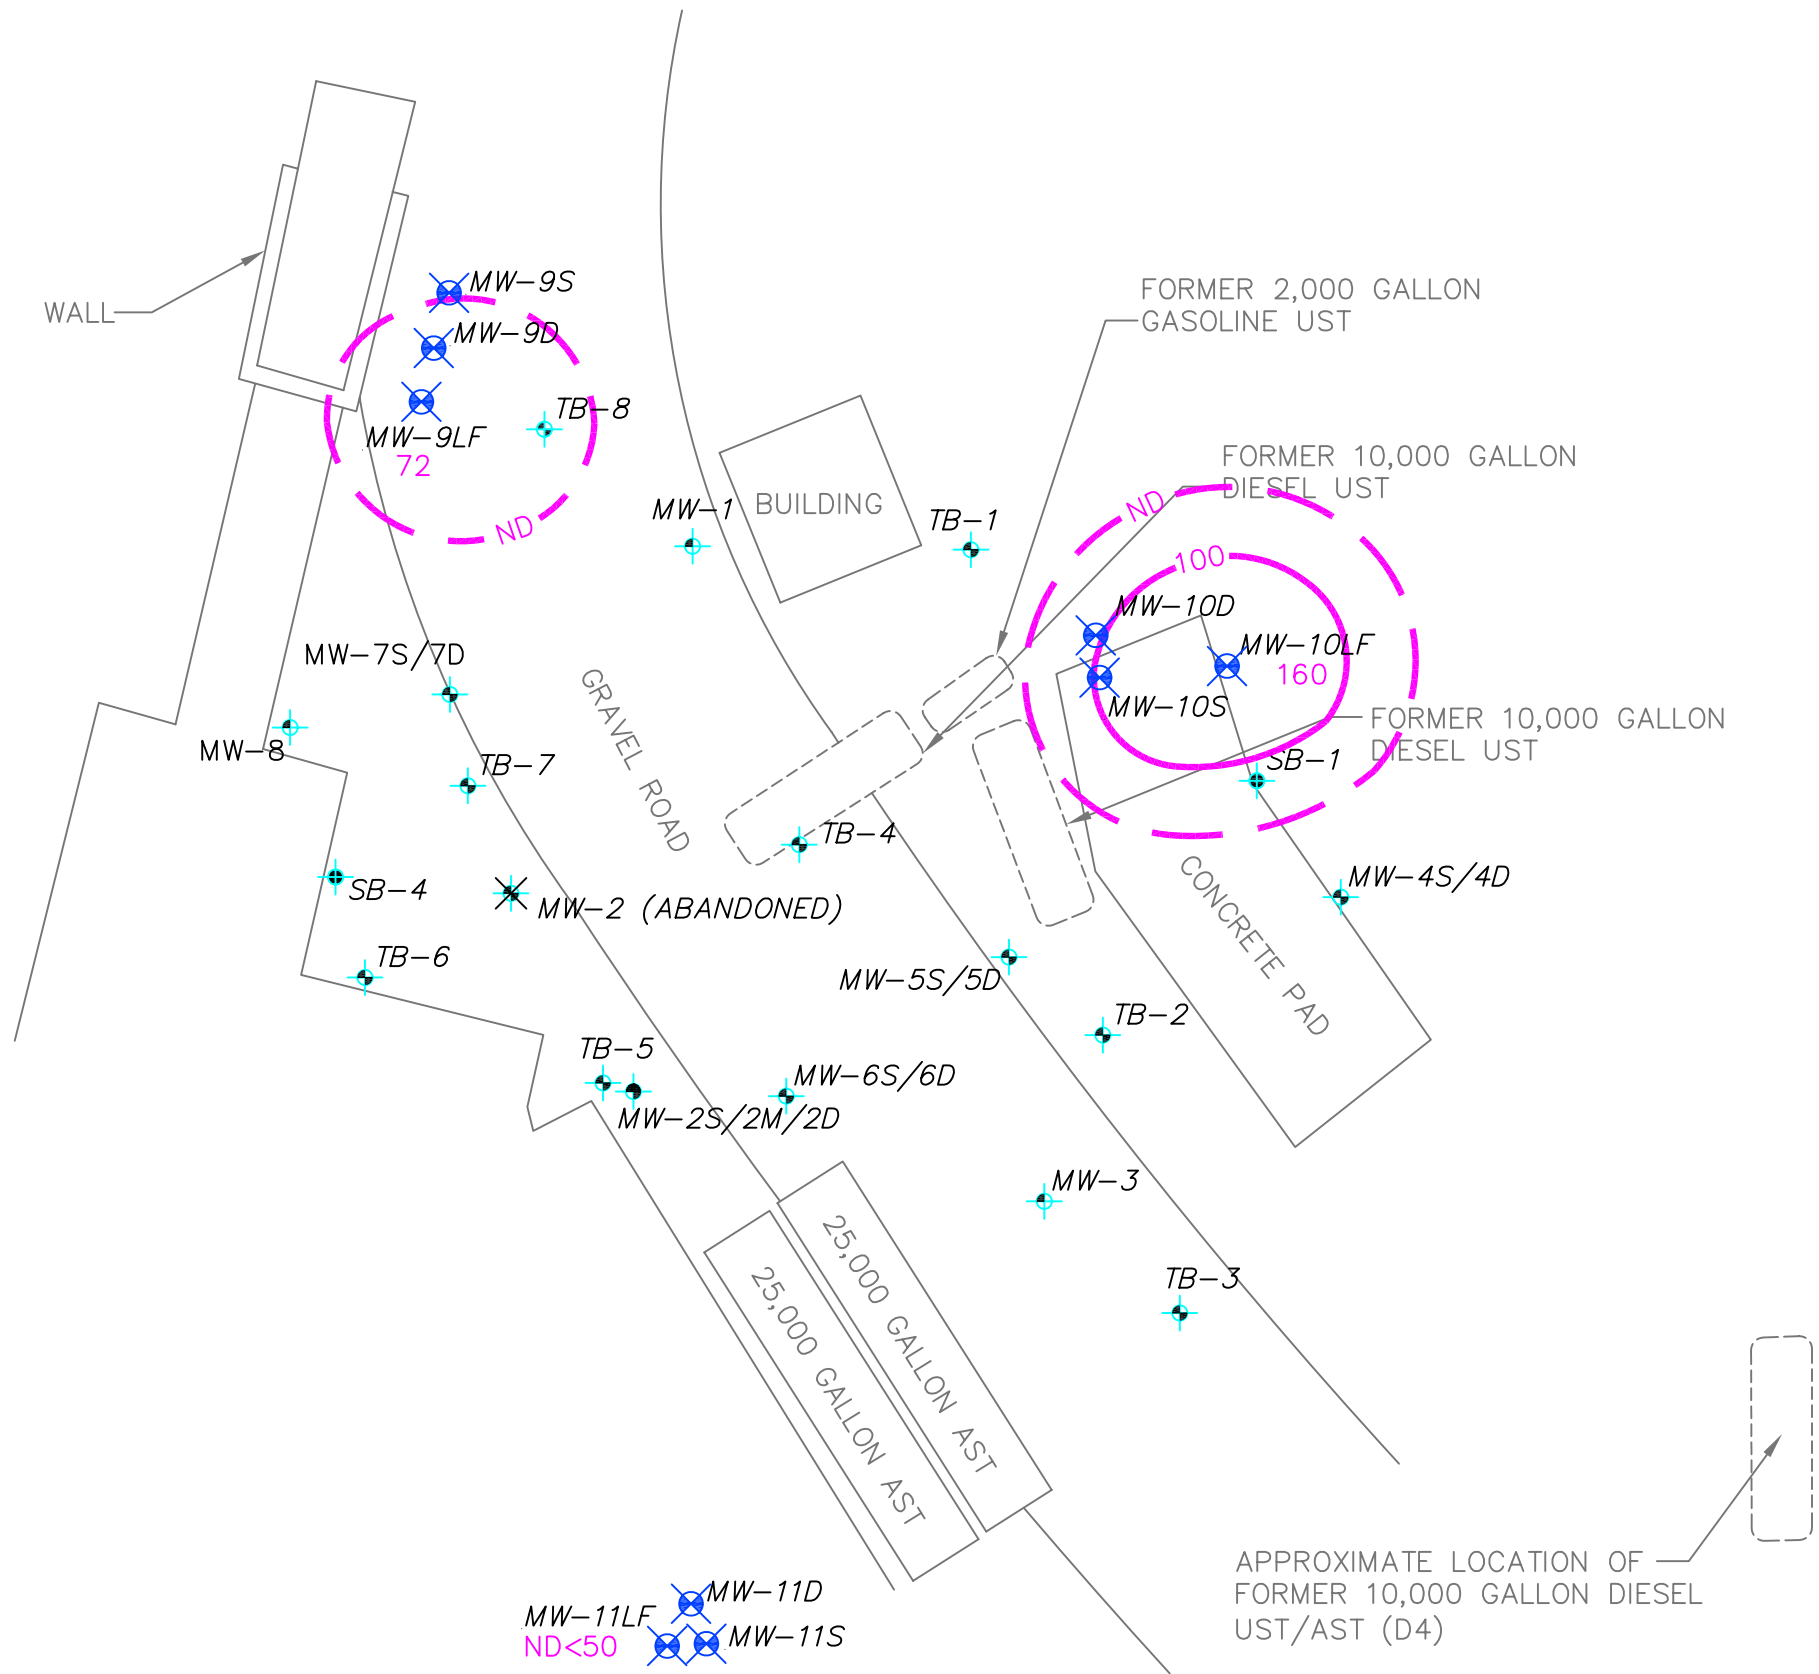 MW-9S
FORMER 2,000 GALLON
GASOLINE UST
WALL
MW-9D
TB-8
MW-9LF
72
FORMER 10,000 GALLON
DIESEL UST
ND
MW-1
BUILDING
TB-1
ND
100
MW-10D
MW-10LF
160
MW-10S
MW-7S/7D
GRAVEL ROAD
FORMER 10,000 GALLON
DIESEL UST
MW-8
TB-7
SB-1
TB-4
SB-4
MW-2 (ABANDONED)
CONCRETE PAD
MW-4S/4D
TB-6
MW-5S/5D
TB-2
TB-5
MW-6S/6D
MW-2S/2M/2D
MW-3
25,000 GALLON AST
25,000 GALLON AST
TB-3
APPROXIMATE LOCATION OF
FORMER 10,000 GALLON DIESEL
UST/AST (D4)
MW-11D
MW-11LF
ND<50
MW-11S